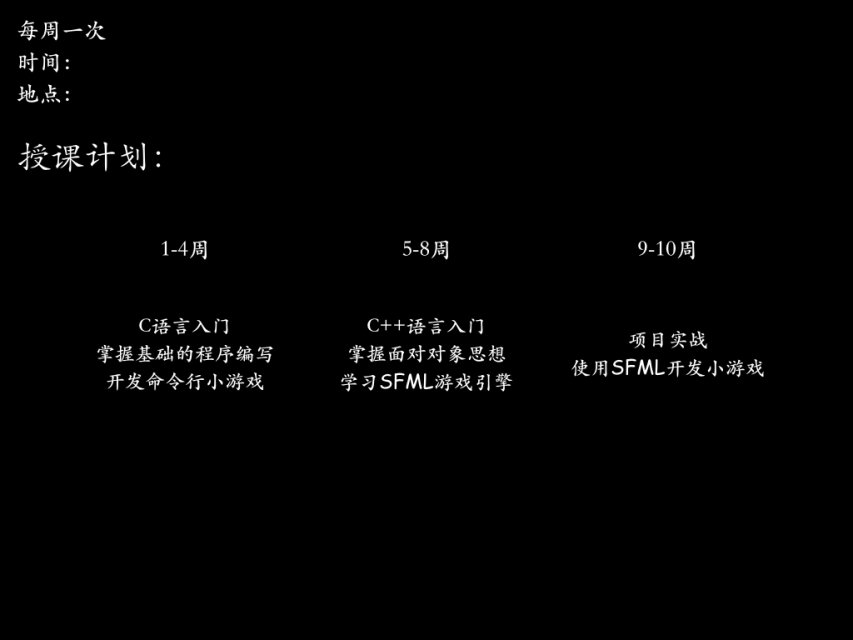 每周一次
时间：
地点：
授课计划：
1-4周
C语言入门
掌握基础的程序编写
开发命令行小游戏
5-8周
C++语言入门
掌握面对对象思想
学习SFML游戏引擎
9-10周
项目实战
使用SFML开发小游戏